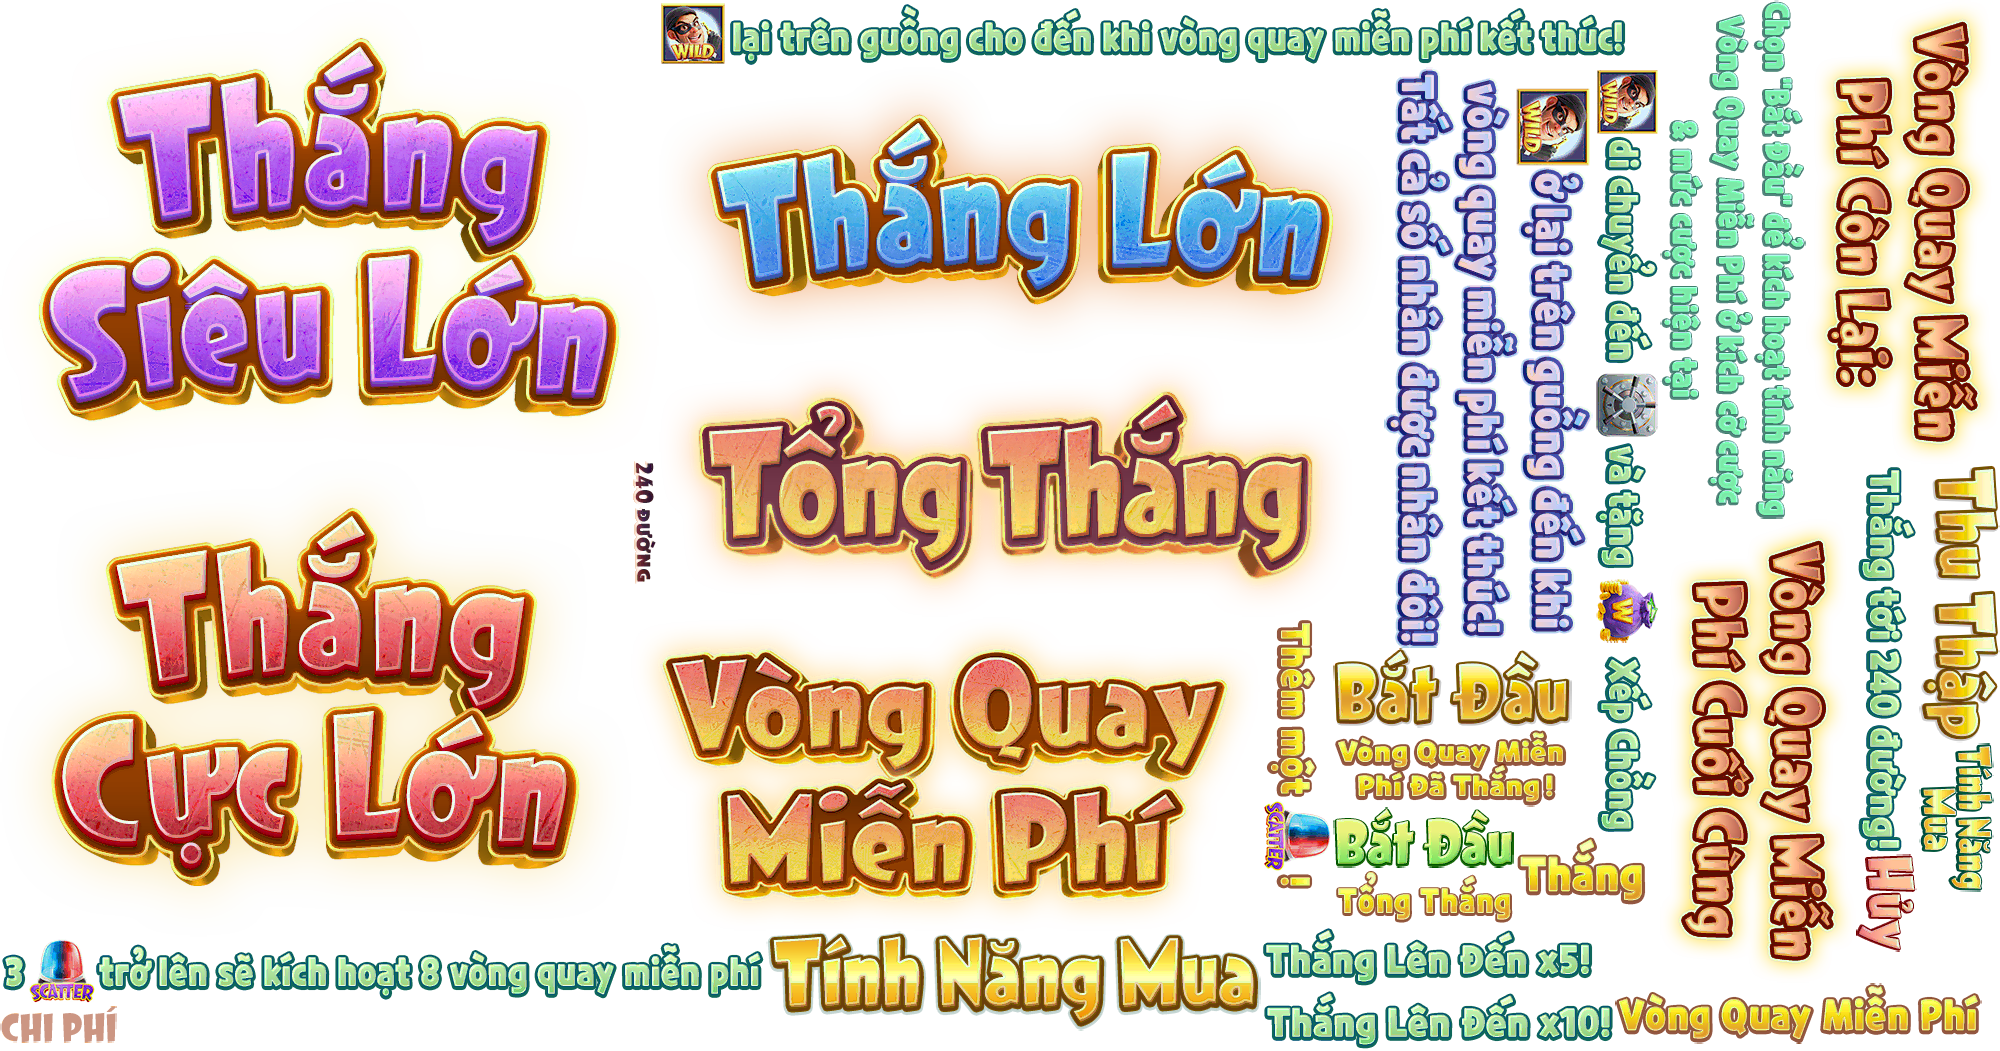 Thắng
Siêu Lớn
Thắng
Cực Lớn
240 ĐƯỜNG
WILD lại trên guồng cho đến khi vòng quay miễn phí kết thúc!
Thắng Lớn
Tổng Thắng
Vòng Quay
Miễn Phí
WILD ở lại trên guồng đến khi
vòng quay miễn phí kết thúc!
Tất cả số nhân được nhân đôi!
WILD di chuyển đến và tặng W Xếp Chồng
Chọn "Bắt Đầu" để kích hoạt tính năng
Vòng Quay Miễn Phí ở kích cỡ cược
& mức cược hiện tại
Vòng Quay Miễn
Phí Còn Lại:
Thu Thập
Thắng tới 240 đường!
Vòng Quay Miễn
Phí Cuối Cùng
Tính Năng
Mua
Hủy
Thêm một SCATTER !
Bắt Đầu
Vòng Quay Miễn
Phí Đã Thắng!
Bắt Đầu
Tổng Thắng
Thắng
3 SCATTER trở lên sẽ kích hoạt 8 vòng quay miễn phí
CHI PHÍ
Tính Năng Mua
Thắng Lên Đến x5!
Thắng Lên Đến x10!
Vòng Quay Miễn Phí